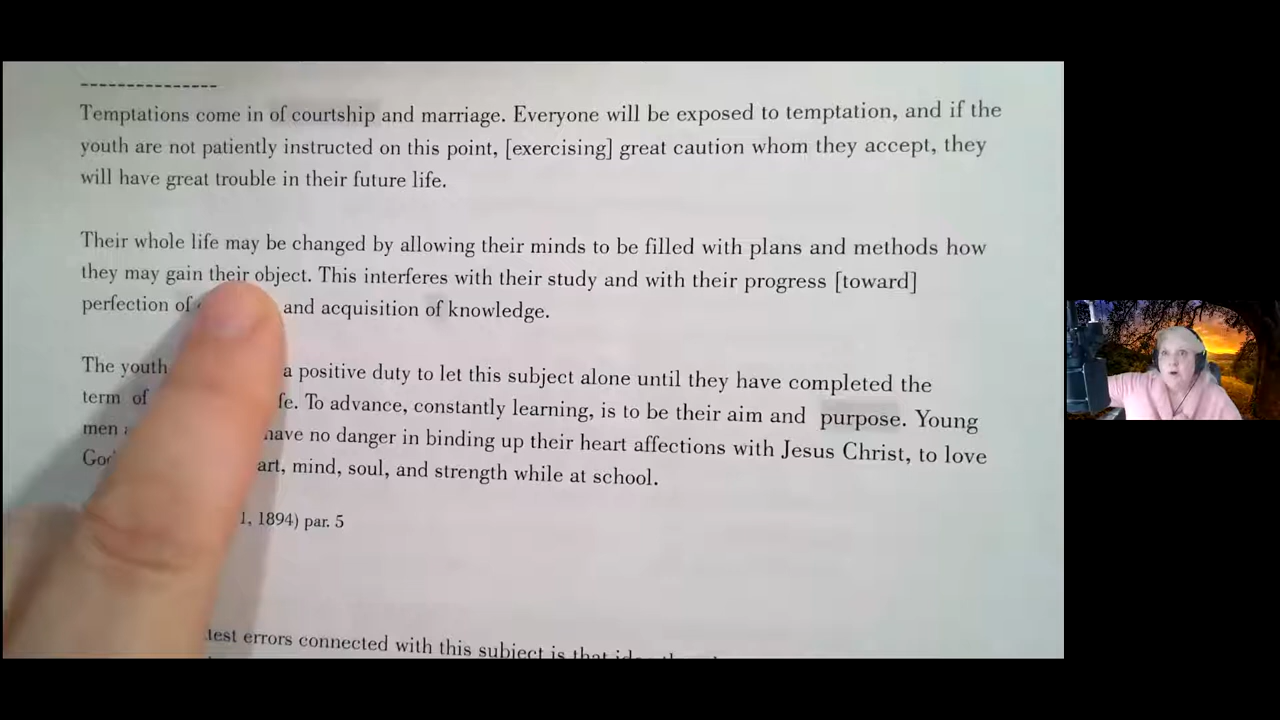 ---------------
Temptations come in of courtship and marriage. Everyone will be exposed to temptation, and if the
youth are not patiently instructed on this point, [exercising] great caution whom they accept, they
will have great trouble in their future life.
Their whole life may be changed by allowing their minds to be filled with plans and methods how
they may gain their object. This interferes with their study and with their progress [toward]
perfection of and acquisition of knowledge.
The youth a positive duty to let this subject alone until they have completed the
term of fe. To advance, constantly learning, is to be their aim and purpose. Young
men have no danger in binding up their heart affections with Jesus Christ, to love
God art, mind, soul, and strength while at school.
1, 1894) par. 5
test errors connected with this subject is that